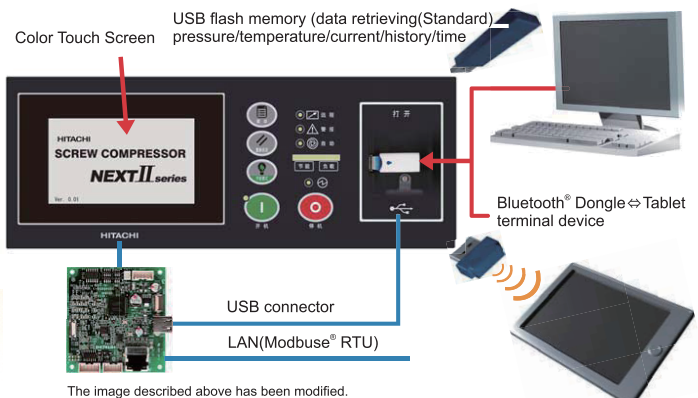 USB flash memory (data retrieving(Standard)
pressure/temperature/current/history/time
Color Touch Screen
HITACHI
SCREW COMPRESSOR
NEXTII series
Ver. 0.01
打 开
HITACHI
开 机
停 机
Bluetooth® Dongle⇔Tablet
terminal device
USB connector
LAN(Modbuse® RTU)
The image described above has been modified.